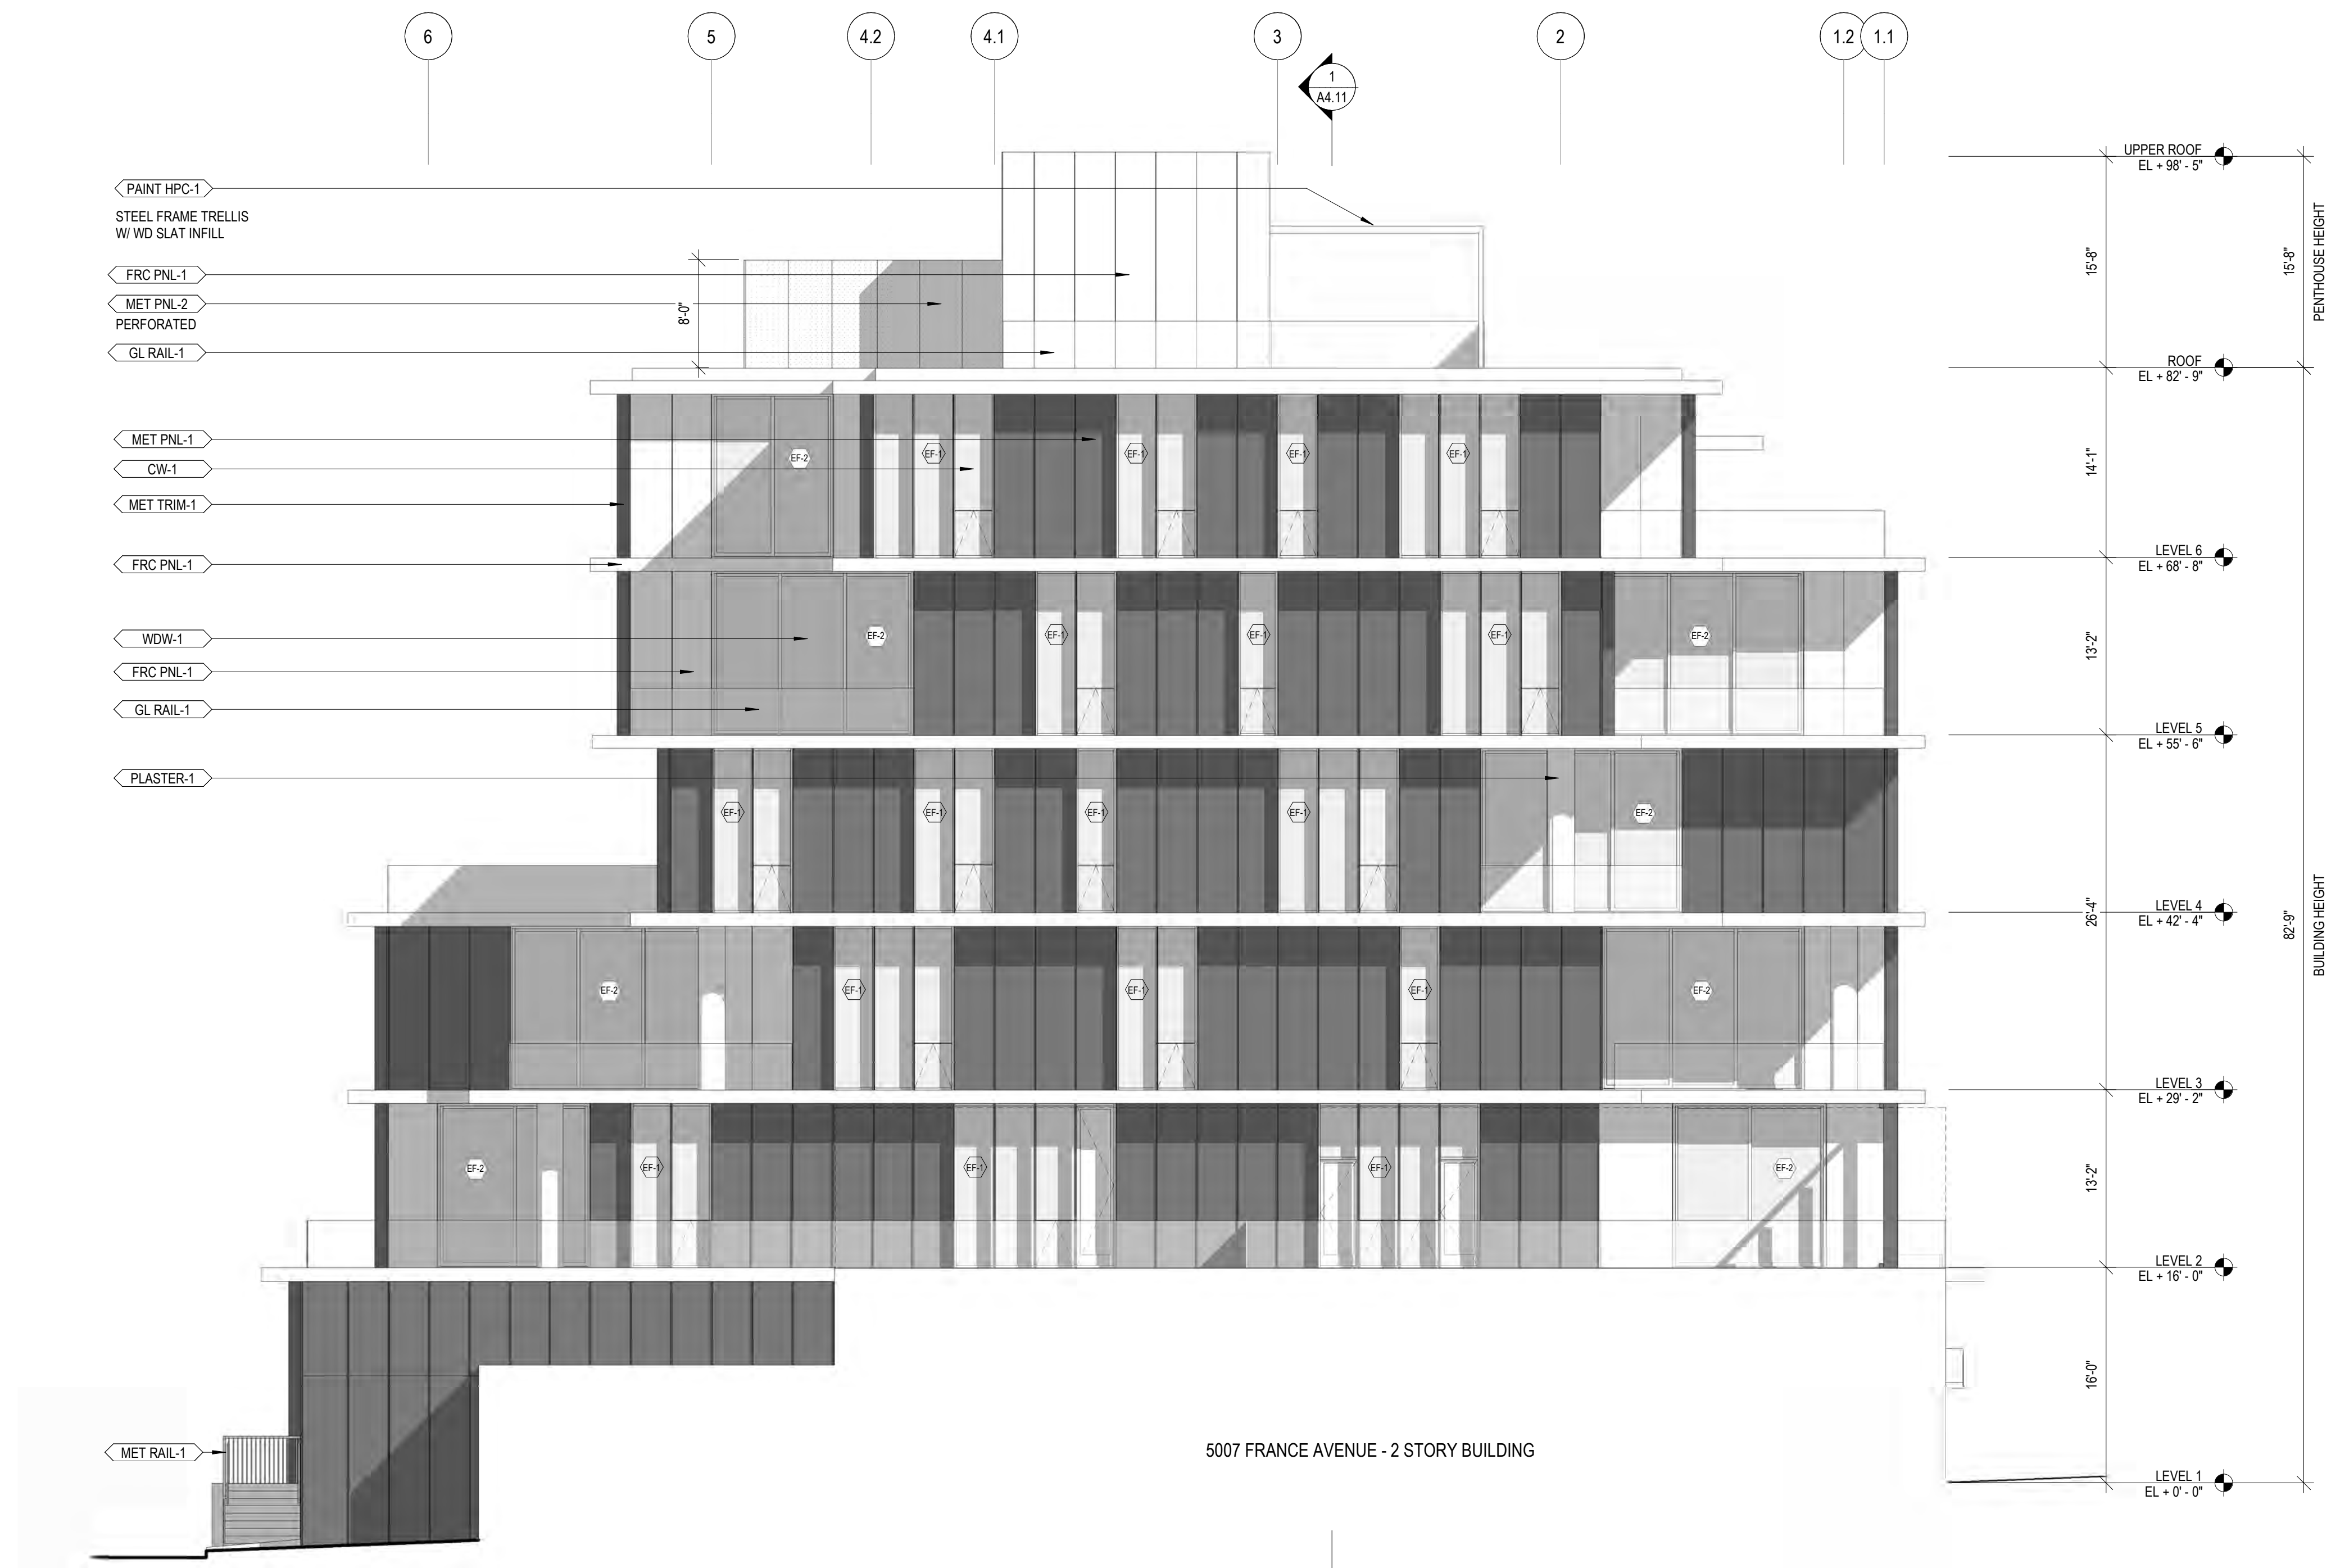 6
5
4.2
4.1
3
2
1.2
1.1
1
A4.11
PAINT HPC-1
STEEL FRAME TRELLIS
W/ WD SLAT INFILL
FRC PNL-1
MET PNL-2
PERFORATED
GL RAIL-1
8'-0"
MET PNL-1
CW-1
MET TRIM-1
FRC PNL-1
WDW-1
FRC PNL-1
GL RAIL-1
PLASTER-1
MET RAIL-1
EF-2
EF-1
EF-1
EF-1
EF-1
EF-2
EF-1
EF-1
EF-1
EF-2
EF-1
EF-1
EF-1
EF-1
EF-2
EF-2
EF-1
EF-1
EF-1
EF-2
EF-2
EF-1
EF-1
EF-1
EF-2
5007 FRANCE AVENUE - 2 STORY BUILDING
UPPER ROOF
EL + 98' - 5"
ROOF
EL + 82' - 9"
LEVEL 6
EL + 68' - 8"
LEVEL 5
EL + 55' - 6"
LEVEL 4
EL + 42' - 4"
LEVEL 3
EL + 29' - 2"
LEVEL 2
EL + 16' - 0"
LEVEL 1
EL + 0' - 0"
15'-8"
14'-1"
13'-2"
26'-4"
13'-2"
16'-0"
15'-8"
82'-9"
PENTHOUSE HEIGHT
BUILDING HEIGHT